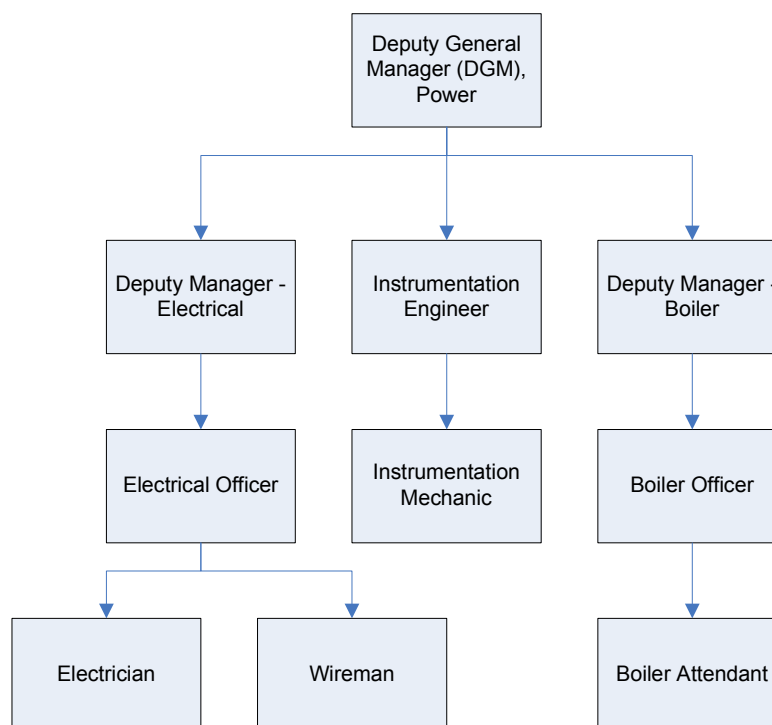 Deputy General
Manager (DGM),
Power
Deputy Manager -
Electrical
Instrumentation
Engineer
Deputy Manager -
Boiler
Electrical Officer
Instrumentation
Mechanic
Boiler Officer
Electrician
Wireman
Boiler Attendant